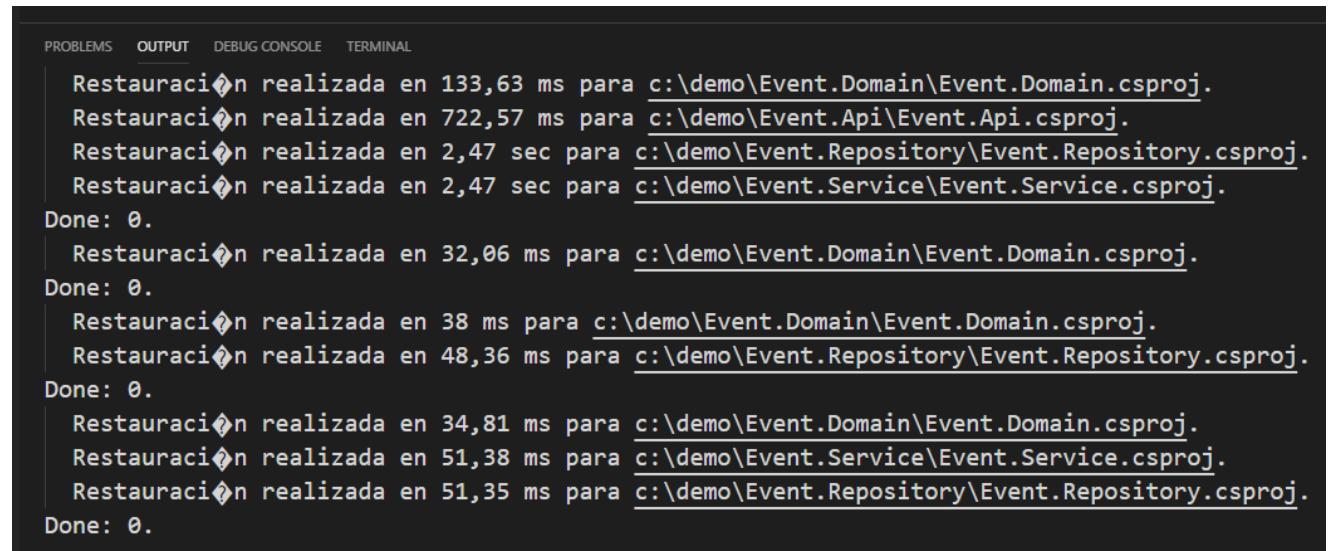 PROBLEMS OUTPUT DEBUG CONSOLE TERMINAL
Restauraci�n realizada en 133,63 ms para c:\demo\Event.Domain\Event.Domain.csproj.
Restauraci�n realizada en 722,57 ms para c:\demo\Event.Api\Event.Api.csproj.
Restauraci�n realizada en 2,47 sec para c:\demo\Event.Repository\Event.Repository.csproj.
Restauraci�n realizada en 2,47 sec para c:\demo\Event.Service\Event.Service.csproj.
Done: 0.
Restauraci�n realizada en 32,06 ms para c:\demo\Event.Domain\Event.Domain.csproj.
Done: 0.
Restauraci�n realizada en 38 ms para c:\demo\Event.Domain\Event.Domain.csproj.
Restauraci�n realizada en 48,36 ms para c:\demo\Event.Repository\Event.Repository.csproj.
Done: 0.
Restauraci�n realizada en 34,81 ms para c:\demo\Event.Domain\Event.Domain.csproj.
Restauraci�n realizada en 51,38 ms para c:\demo\Event.Service\Event.Service.csproj.
Restauraci�n realizada en 51,35 ms para c:\demo\Event.Repository\Event.Repository.csproj.
Done: 0.